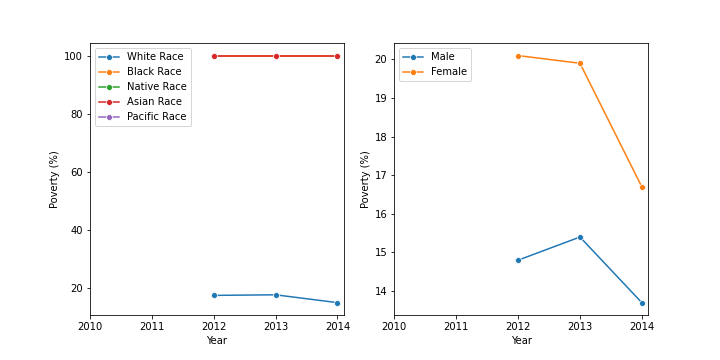 100
80
60
40
20
Poverty (%)
White Race
Black Race
Native Race
Asian Race
Pacific Race
2010 2011 2012 2013 2014
Year
20
19
18
17
16
15
14
Poverty (%)
Male
Female
2010 2011 2012 2013 2014
Year